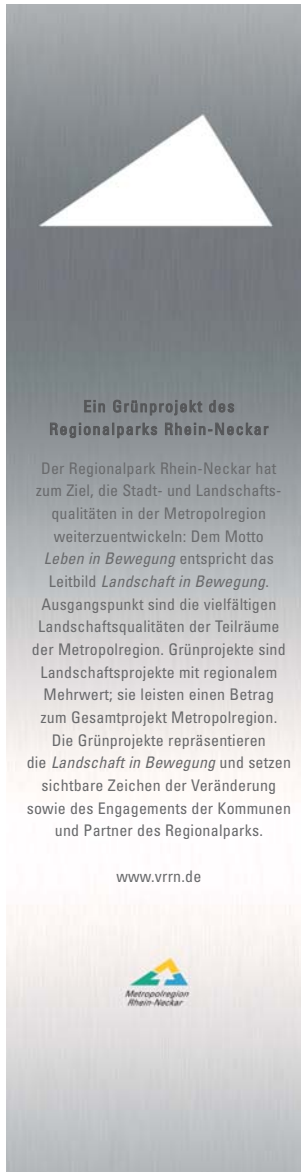 Ein Grünprojekt des
Regionalparks Rhein-Neckar
Der Regionalpark Rhein-Neckar hat
zum Ziel, die Stadt- und Landschafts-
qualitäten in der Metropolregion
weiterzuentwickeln: Dem Motto
Leben in Bewegung entspricht das
Leitbild Landschaft in Bewegung.
Ausgangspunkt sind die vielfältigen
Landschaftsqualitäten der Teilräume
der Metropolregion. Grünprojekte sind
Landschaftsprojekte mit regionalem
Mehrwert; sie leisten einen Betrag
zum Gesamtprojekt Metropolregion.
Die Grünprojekte repräsentieren
die Landschaft in Bewegung und setzen
sichtbare Zeichen der Veränderung
sowie des Engagements der Kommunen
und Partner des Regionalparks.
www.vrrn.de
Metropolregion
Rhein-Neckar